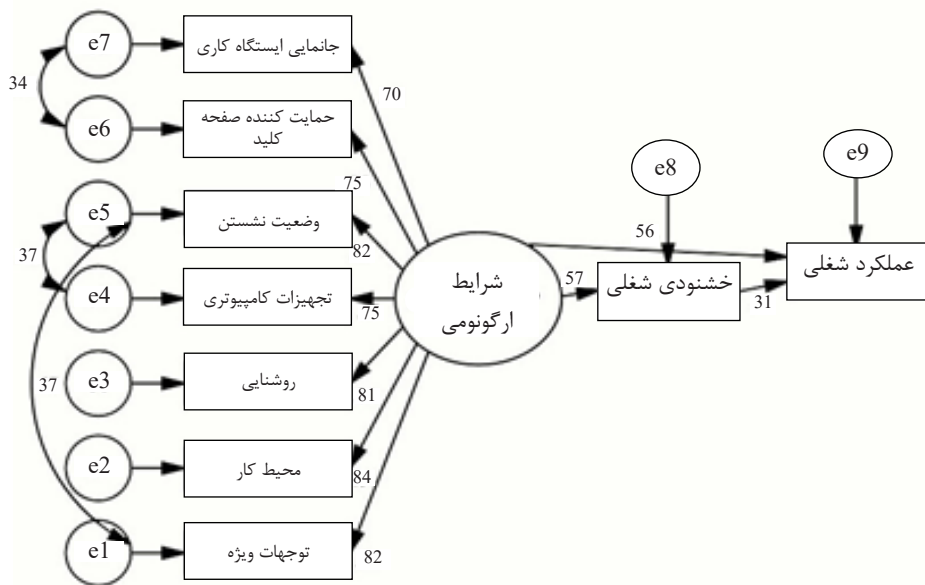 e7
جانمایی ایستگاه کاری
34
70
e6
حمایت کننده صفحه
کلید
75
e5
وضعیت نشستن
82
37
e4
تجهیزات کامپیوتری
75
e3
روشنایی
81
37
e2
محیط کار
84
e1
توجهات ویژه
82
شرایط
ارگونومی
e8
e9
56
57
خشنودی شغلی
31
عملکرد شغلی